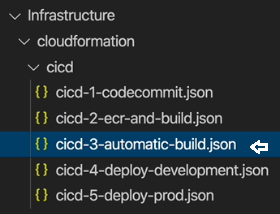 Infrastructure
cloudformation
cicd
{} cicd-1-codecommit.json
{} cicd-2-ecr-and-build.json
{} cicd-3-automatic-build.json
{} cicd-4-deploy-development.json
{} cicd-5-deploy-prod.json